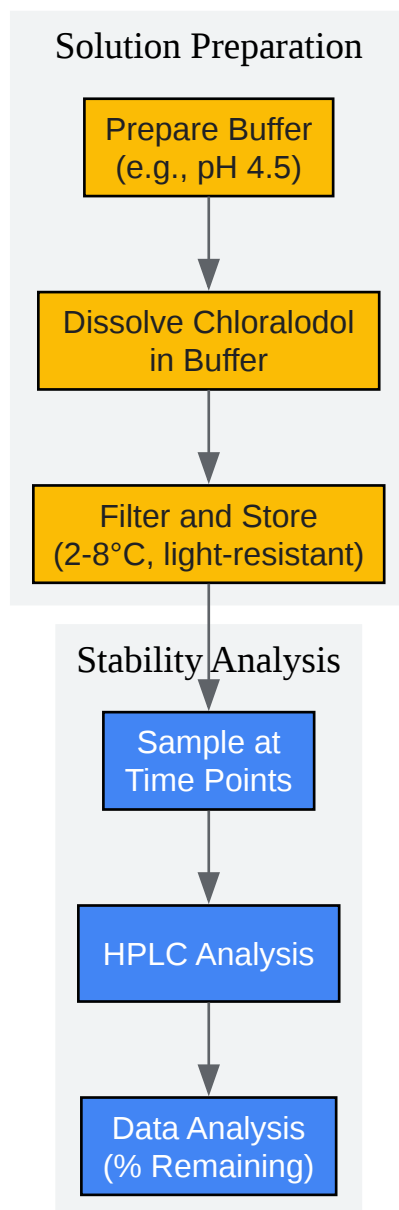 Solution Preparation
Prepare Buffer
(e.g., pH 4.5)
Dissolve Chloralodol
in Buffer
Filter and Store
(2-8°C, light-resistant)
Stability Analysis
Sample at
Time Points
HPLC Analysis
Data Analysis
(% Remaining)